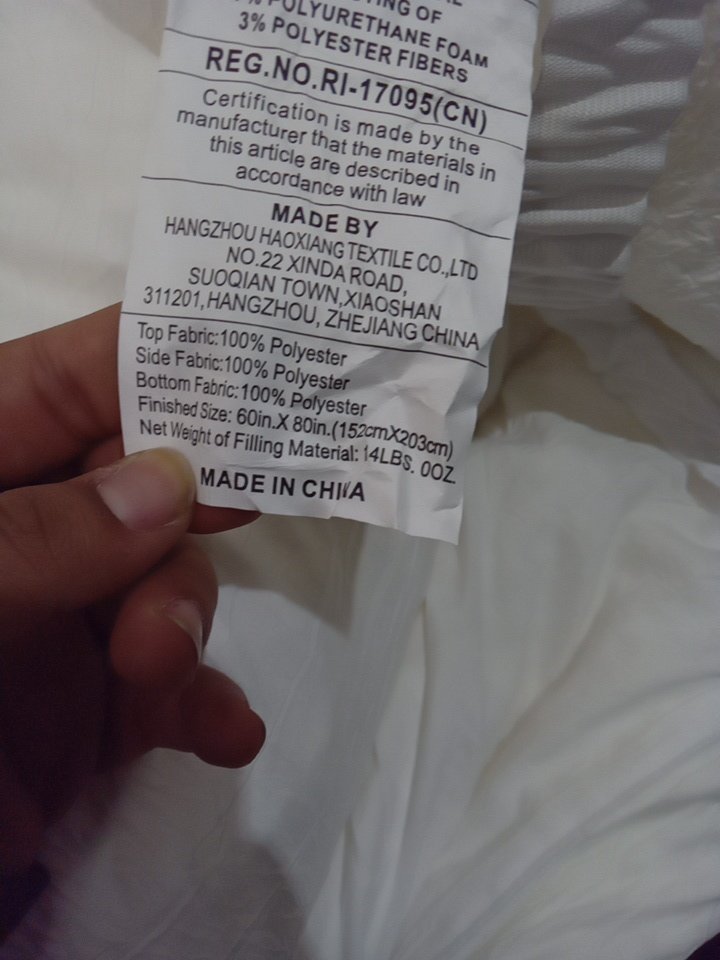 TING OF
% POLYURETHANE FOAM
3% POLYESTER FIBERS
REG.NO.RI-17095(CN)
Certification is made by the
manufacturer that the materials in
this article are described in
accordance with law
MADE BY
HANGZHOU HAOXIANG TEXTILE CO.,LTD
NO.22 XINDA ROAD,
SUOQIAN TOWN,XIAOSHAN
311201,HANGZHOU, ZHEJIANG CHINA
Top Fabric:100% Polyester
Side Fabric:100% Polyester
Bottom Fabric:100% Polyester
Finished Size: 60in.X 80in.(152cmX203cm)
Net Weight of Filling Material: 14LBS. 0OZ.
MADE IN CHINA